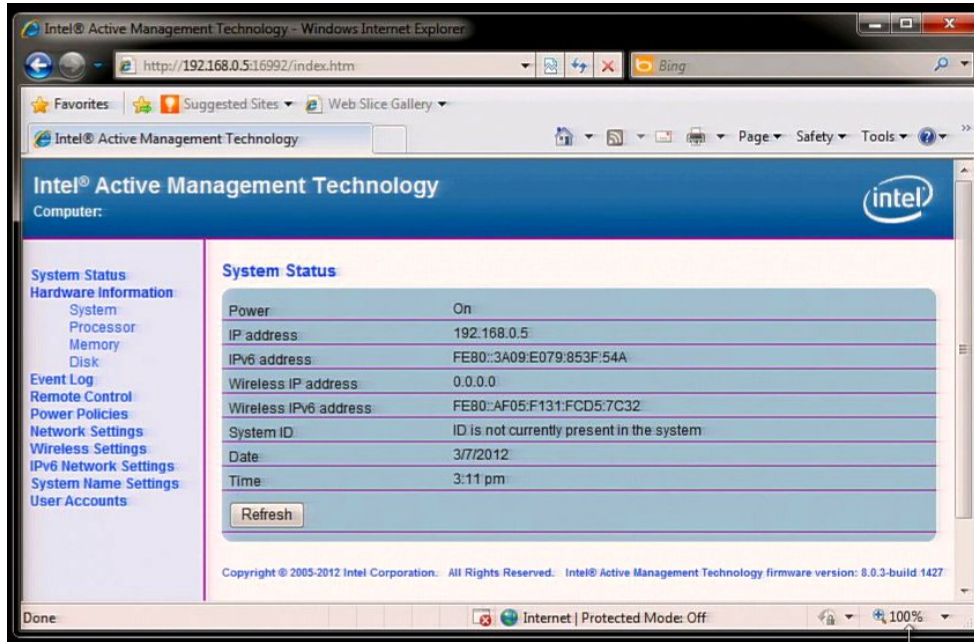 Intel® Active Management Technology - Windows Internet Explorer
http://192.168.0.5:16992/index.htm
Bing
Favorites Suggested Sites Web Slice Gallery
Intel® Active Management Technology Page Safety Tools
Intel® Active Management Technology
Computer:
intel
System Status
Hardware Information
System
Processor
Memory
Disk
Event Log
Remote Control
Power Policies
Network Settings
Wireless Settings
IPv6 Network Settings
System Name Settings
User Accounts
System Status
Power On
IP address 192.168.0.5
IPv6 address FE80::3A09:E079:853F:54A
Wireless IP address 0.0.0.0
Wireless IPv6 address FE80::AF05:F131:FCD5:7C32
System ID ID is not currently present in the system
Date 3/7/2012
Time 3:11 pm
Refresh
Copyright © 2005-2012 Intel Corporation. All Rights Reserved. Intel® Active Management Technology firmware version: 8.0.3-build 1427
Done Internet | Protected Mode: Off 100%